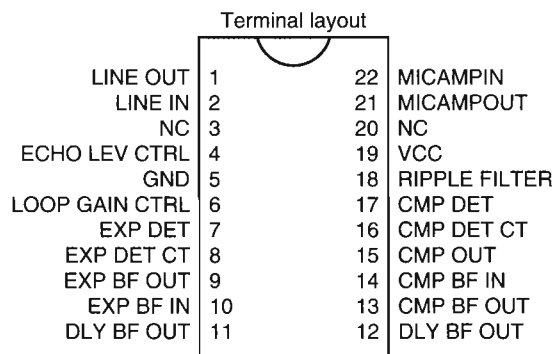 Terminal layout
LINE OUT 1 22 MICAMPIN
LINE IN 2 21 MICAMPOUT
NC 3 20 NC
ECHO LEV CTRL 4 19 VCC
GND 5 18 RIPPLE FILTER
LOOP GAIN CTRL 6 17 CMP DET
EXP DET 7 16 CMP DET CT
EXP DET CT 8 15 CMP OUT
EXP BF OUT 9 14 CMP BF IN
EXP BF IN 10 13 CMP BF OUT
DLY BF OUT 11 12 DLY BF OUT